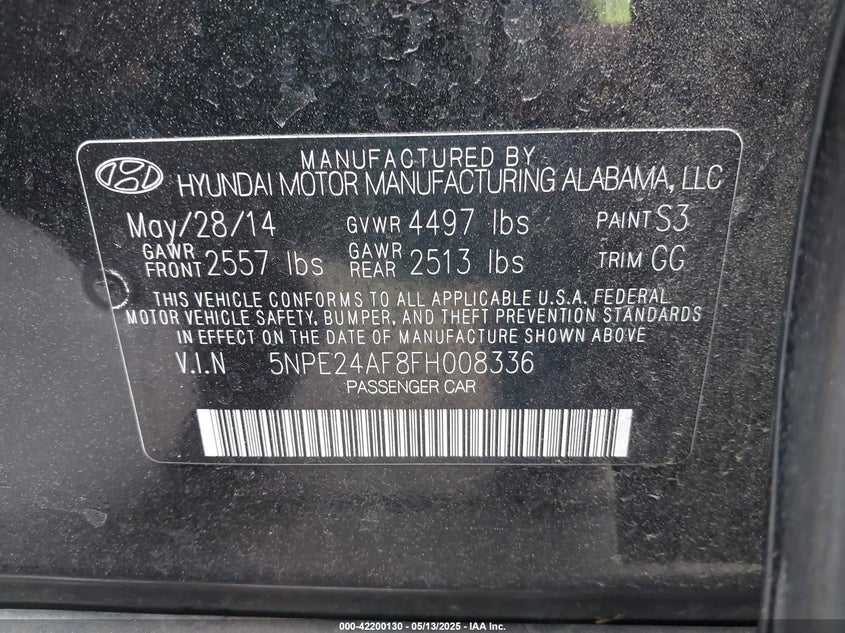 MANUFACTURED BY
HYUNDAI MOTOR MANUFACTURING ALABAMA, LLC
May/28/14 GVWR 4497 lbs PAINT S3
GAWR FRONT 2557 lbs GAWR REAR 2513 lbs TRIM GG
THIS VEHICLE CONFORMS TO ALL APPLICABLE U.S.A. FEDERAL
MOTOR VEHICLE SAFETY, BUMPER, AND THEFT PREVENTION STANDARDS
IN EFFECT ON THE DATE OF MANUFACTURE SHOWN ABOVE
V.I.N 5NPE24AF8FH008336
PASSENGER CAR
000-42200130 - 05/13/2025 - IAA Inc.